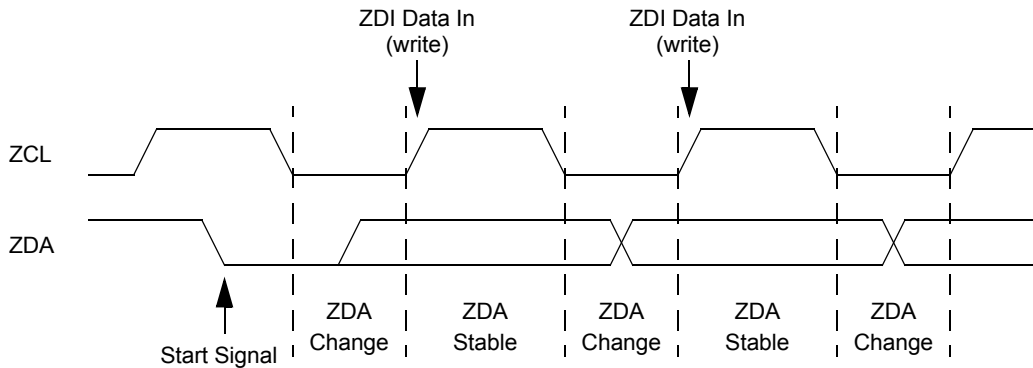 ZDI Data In
(write)
ZDI Data In
(write)
ZCL
ZDA
Start Signal
ZDA
Change
ZDA
Stable
ZDA
Change
ZDA
Stable
ZDA
Change